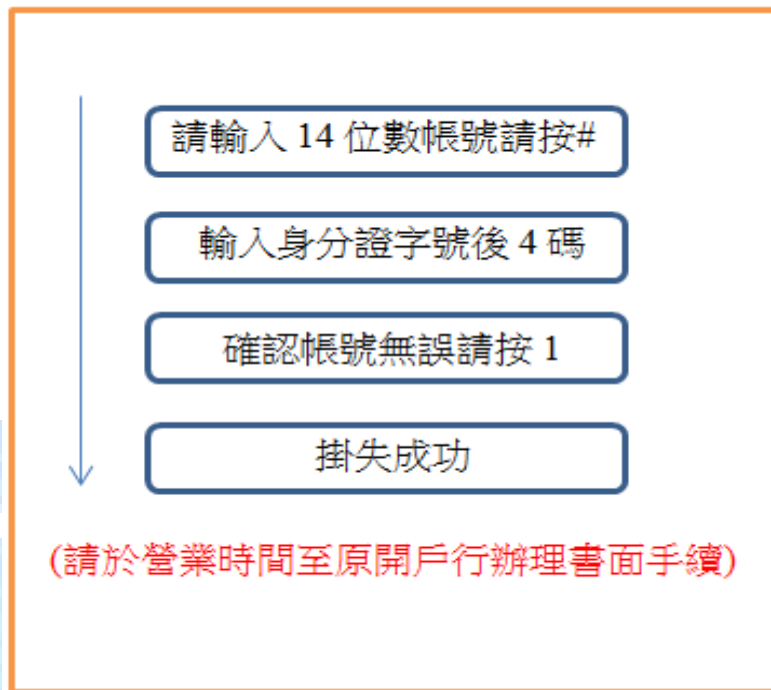 請輸入 14 位數帳號請按#
輸入身分證字號後 4 碼
確認帳號無誤請按 1
掛失成功
(請於營業時間至原開戶行辦理書面手續)